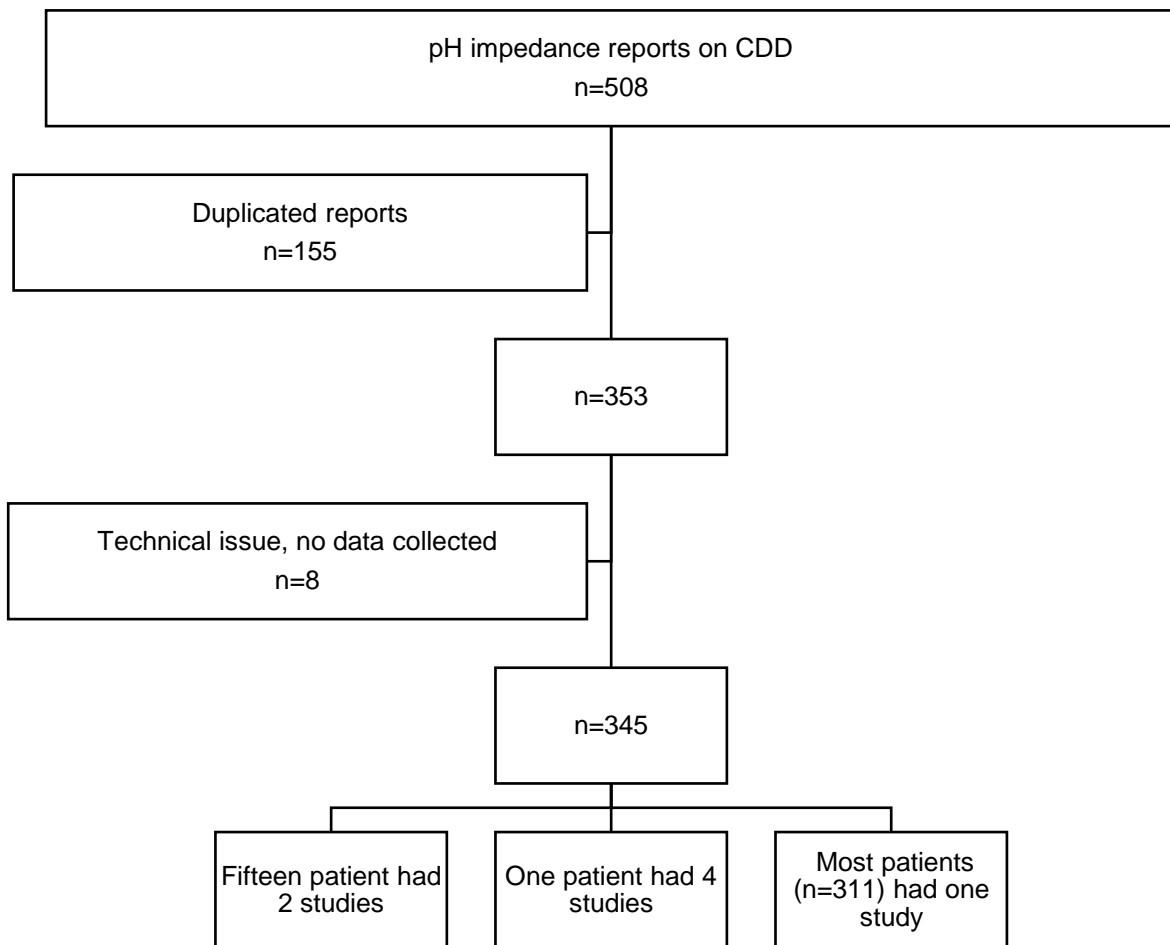 pH impedance reports on CDD
n=508
Duplicated reports
n=155
n=353
Technical issue, no data collected
n=8
n=345
Fifteen patient had
2 studies
One patient had 4
studies
Most patients
(n=311) had one
study